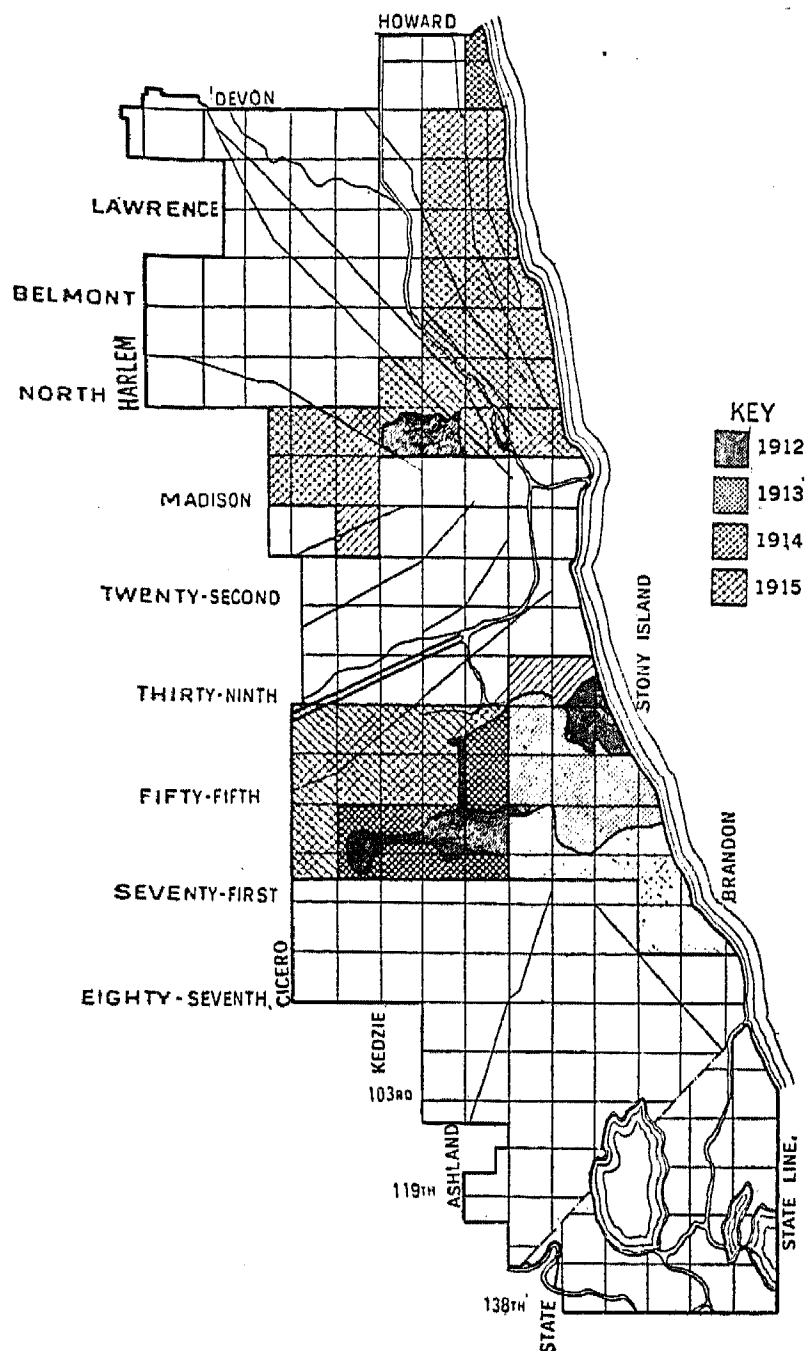 HOWARD
DEVON
LAWRENCE
BELMONT
HARLEM
NORTH
KEY
1912
1913
1914
1915
MADISON
TWENTY-SECOND
STONY ISLAND
THIRTY-NINTH
FIFTY-FIFTH
BRANDON
SEVENTY-FIRST
CICERO
EIGHTY-SEVENTH
KEDZIE
103RD
ASHLAND
119TH
STATE LINE.
138TH
STATE